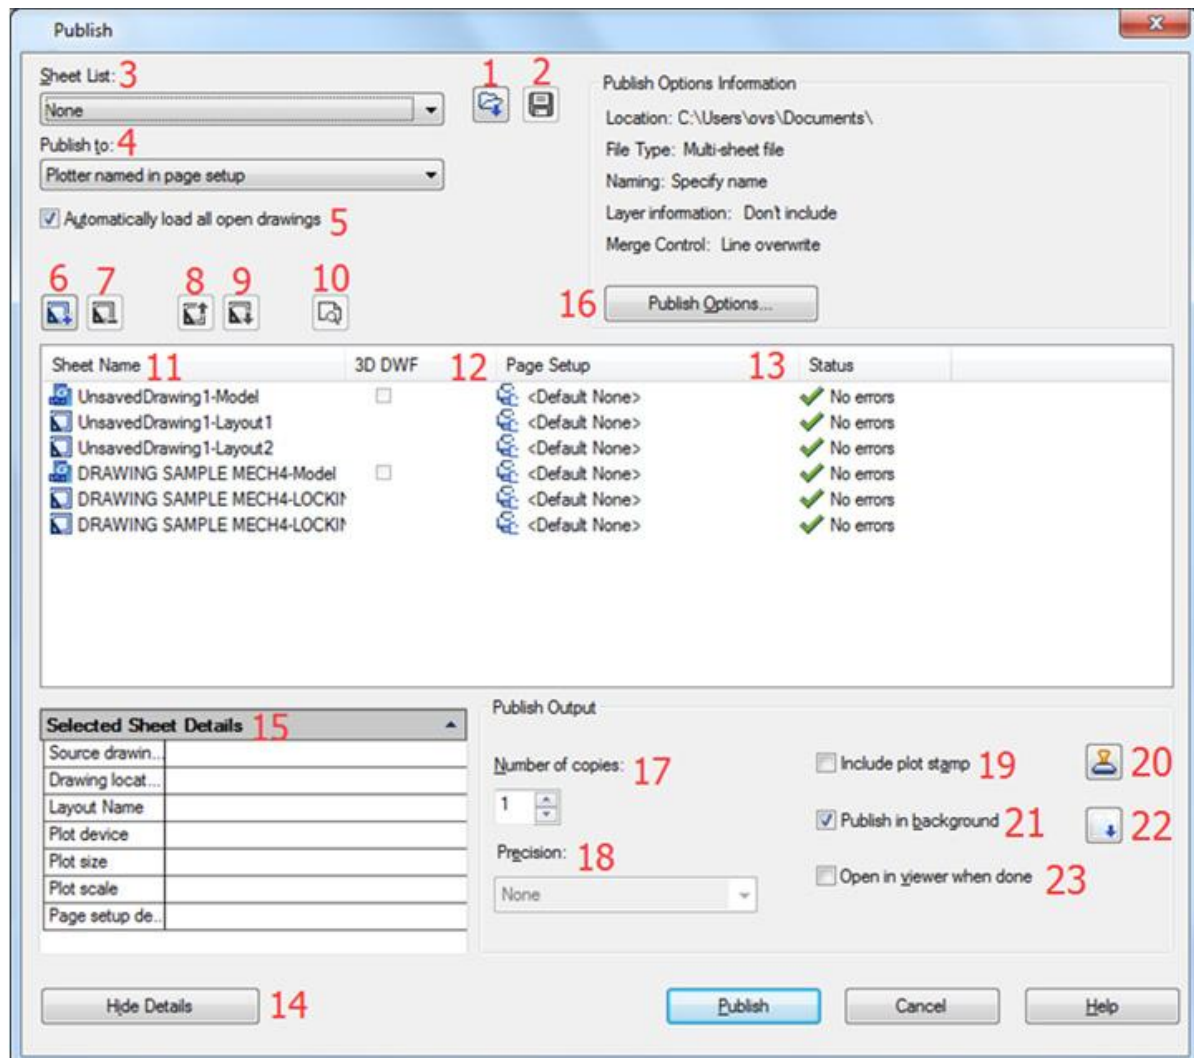 Publish
Sheet List: 3
1 2
None
Publish to: 4
Plotter named in page setup
Automatically load all open drawings 5
Publish Options Information
Location: C:\Users\ovs\Documents\
File Type: Multi-sheet file
Naming: Specify name
Layer information: Don't include
Merge Control: Line overwrite
16 Publish Options...
6 7 8 9 10
Sheet Name 11 3D DWF 12 Page Setup 13 Status
UnsavedDrawing1-Model <Default None> No errors
UnsavedDrawing1-Layout1 <Default None> No errors
UnsavedDrawing1-Layout2 <Default None> No errors
DRAWING SAMPLE MECH4-Model <Default None> No errors
DRAWING SAMPLE MECH4-LOCKIN <Default None> No errors
DRAWING SAMPLE MECH4-LOCKIN <Default None> No errors
Selected Sheet Details 15
Source drawin...
Drawing locat...
Layout Name
Plot device
Plot size
Plot scale
Page setup de...
Publish Output
Number of copies: 17
1
Precision: 18
None
Include plot stamp 19
20
Publish in background 21
22
Open in viewer when done 23
Hide Details 14
Publish
Cancel
Help